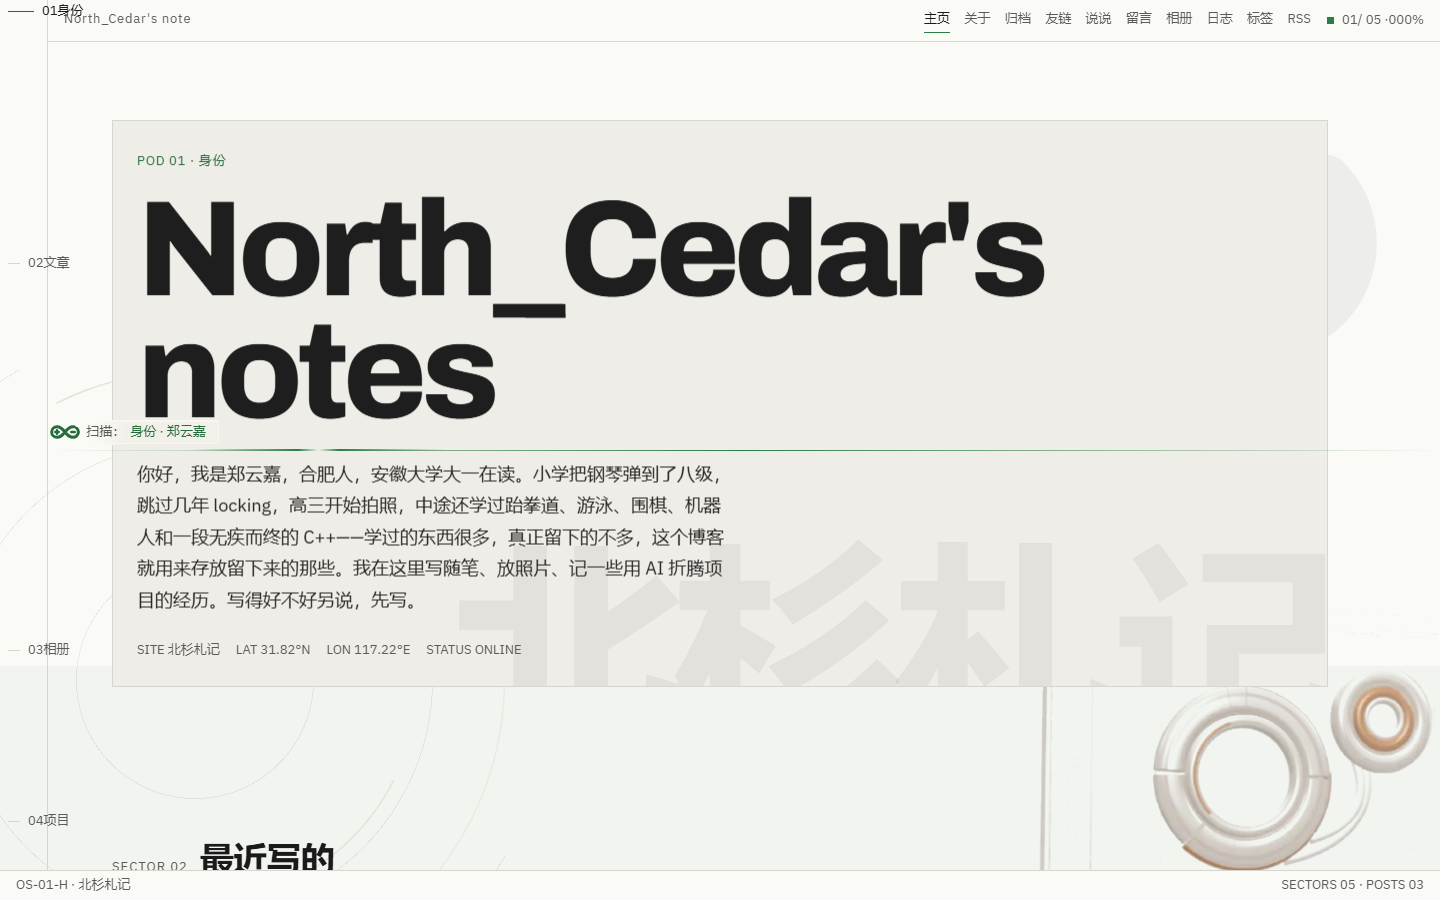 01身份
North_Cedar's note
主页 关于 归档 友链 说说 留言 相册 日志 标签 RSS 01/ 05 ·000%
POD 01 · 身份
North_Cedar's
notes
02文章
扫描： 身份 · 郑云嘉
你好，我是郑云嘉，合肥人，安徽大学大一在读。小学把钢琴弹到了八级，
跳过几年 locking，高三开始拍照，中途还学过跆拳道、游泳、围棋、机器
人和一段无疾而终的 C++——学过的东西很多，真正留下的不多，这个博客
就用来存放留下来的那些。我在这里写随笔、放照片、记一些用 AI 折腾项
目的经历。写得好不好另说，先写。
北杉札记
SITE 北杉札记 LAT 31.82°N LON 117.22°E STATUS ONLINE
03相册
04项目
SECTOR 02 最近写的
OS-01-H · 北杉札记
SECTORS 05 · POSTS 03